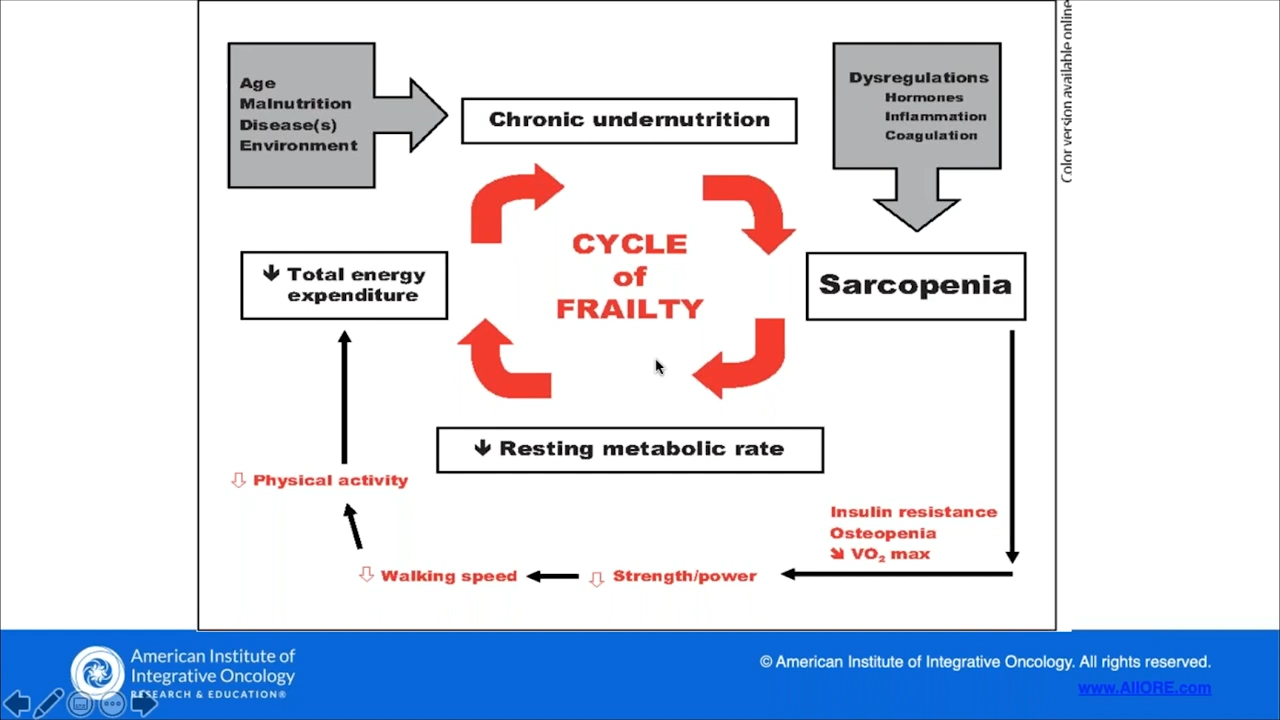 Age
Malnutrition
Disease(s)
Environment
Chronic undernutrition
Dysregulations
Hormones
Inflammation
Coagulation
Color version available online
CYCLE
of
FRAILTY
↓ Total energy
expenditure
Sarcopenia
↓ Resting metabolic rate
⇩ Physical activity
Insulin resistance
Osteopenia
↘ VO₂ max
⇩ Walking speed
⇩ Strength/power
American Institute of
Integrative Oncology
RESEARCH & EDUCATION®
© American Institute of Integrative Oncology. All rights reserved.
www.AIIORE.com